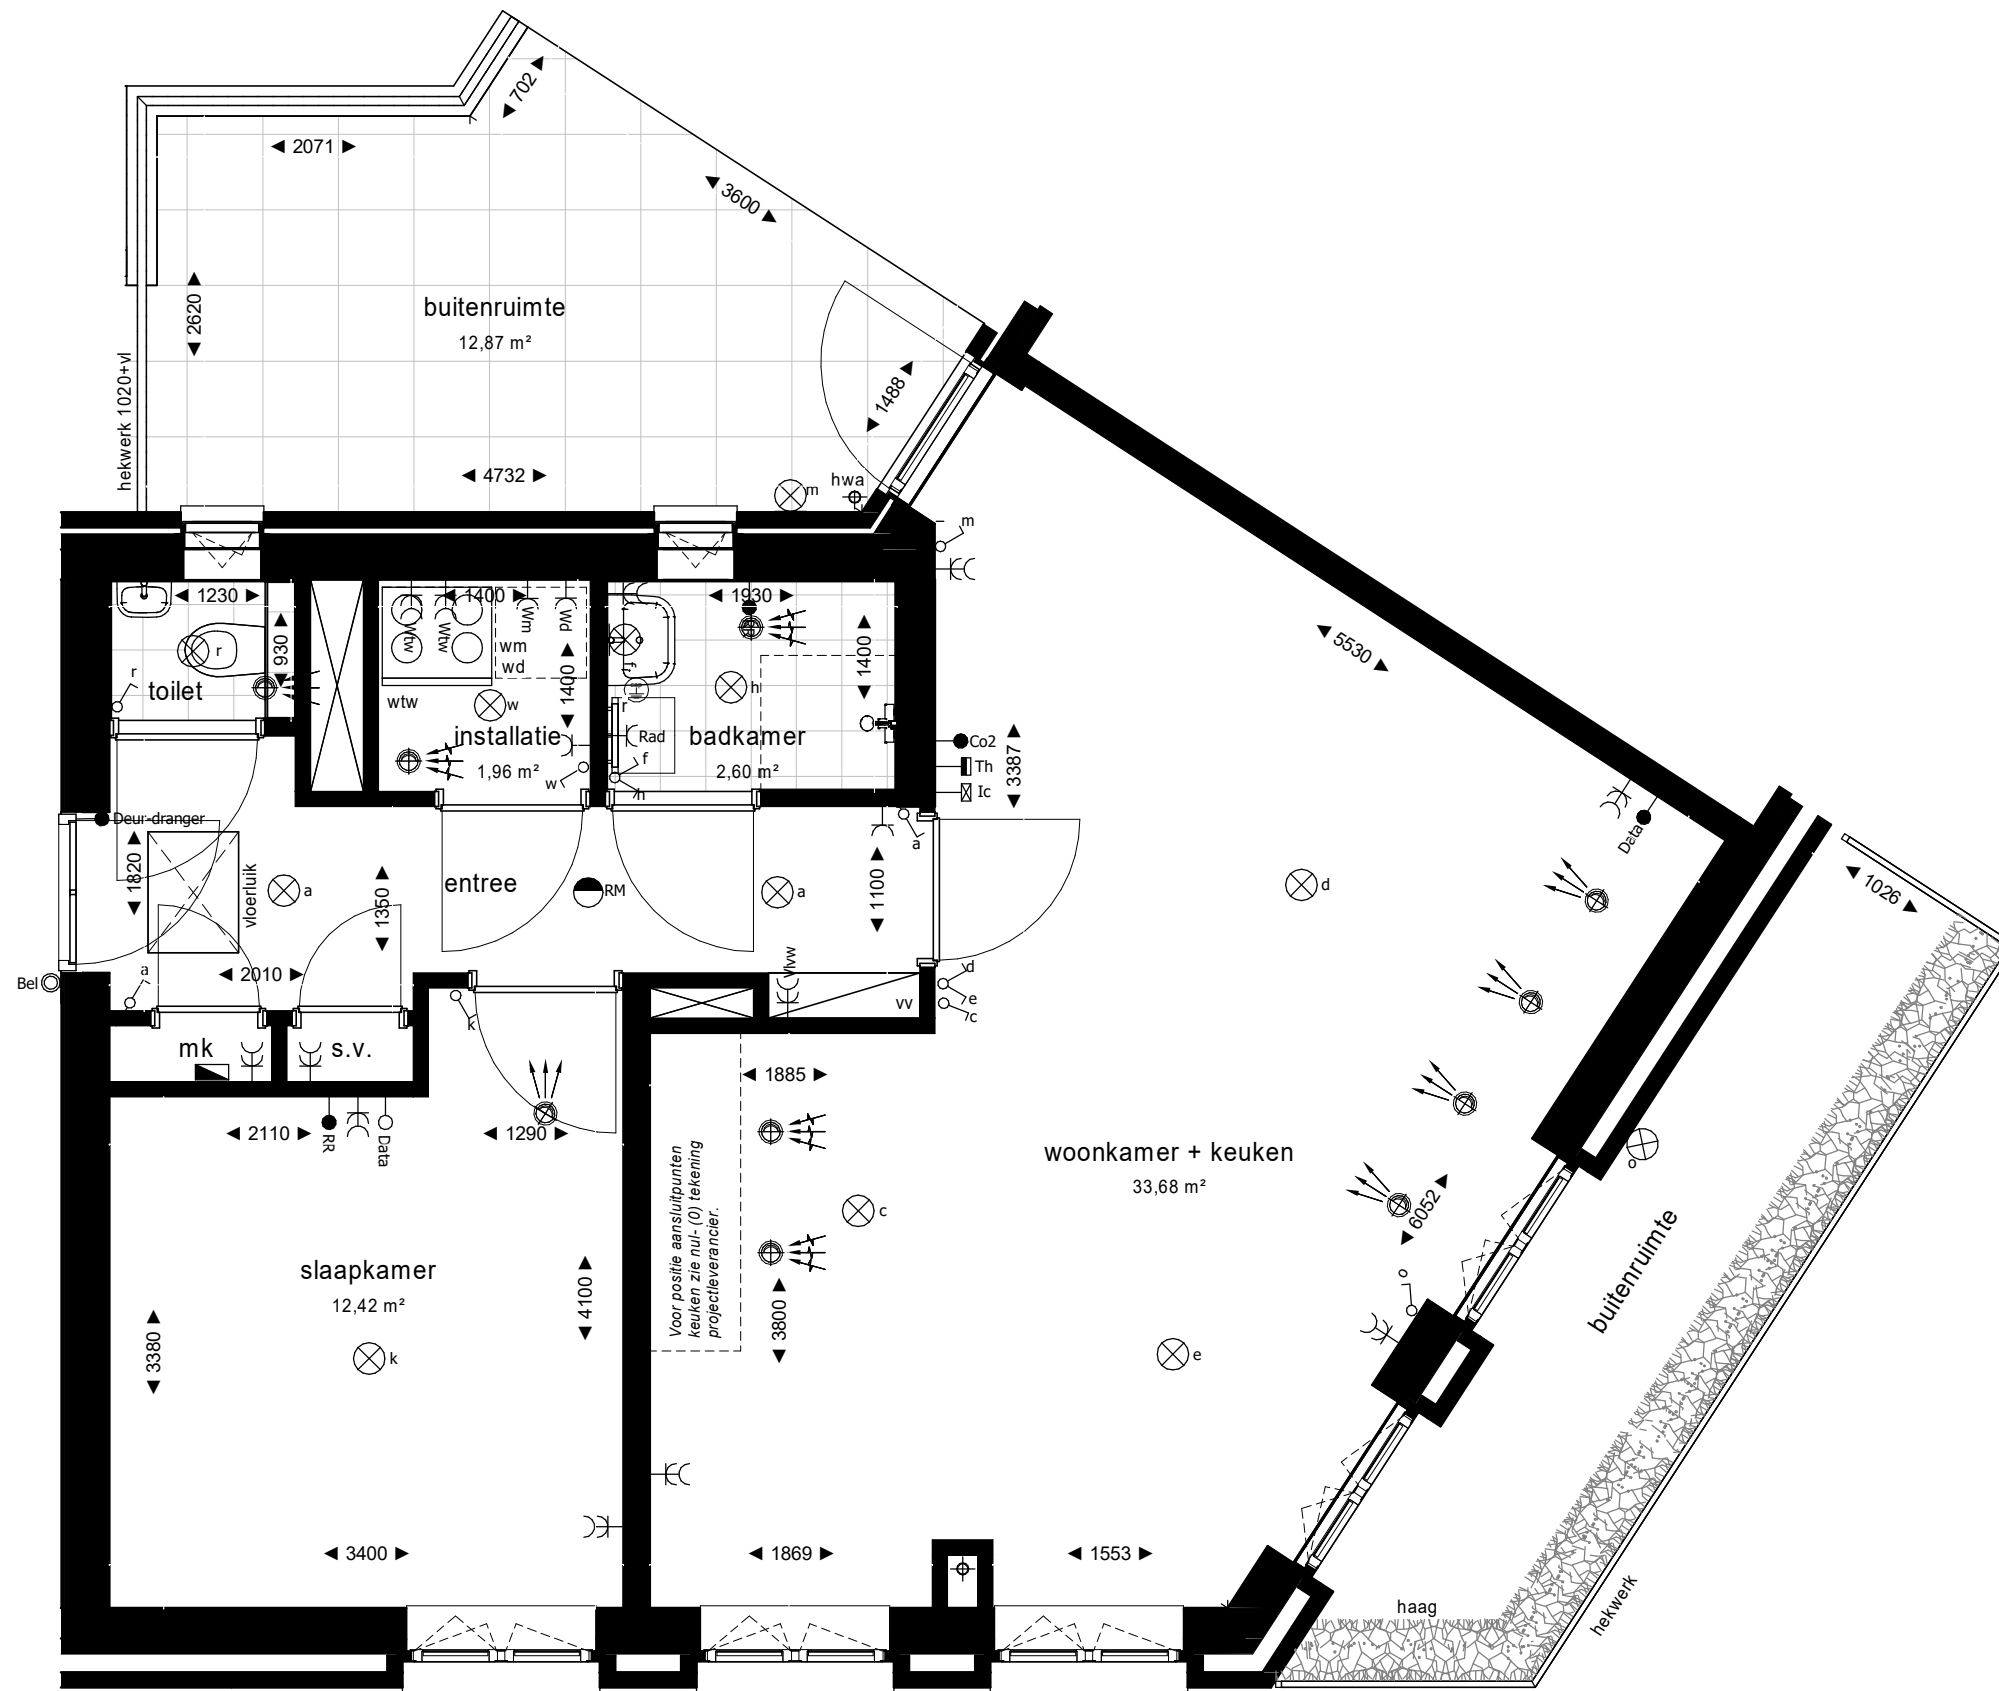 702
2071
3600
2620
buitenruimte
12,87 m²
hekwerk 1020+vl
1488
4732
m
hwa
m
1230
1400
1930
930
Wtw
Wtw
Wm
Wd
wm
wd
1400
1400
5530
r
r
toilet
wtw
w
installatie
1,96 m²
w
h
f
r
Rad
f
h
badkamer
2,60 m²
Co2
Th
Ic
3387
Deur-dranger
1820
vloerluik
a
1350
entree
RM
a
1100
a
Data
d
1026
Bel
a
2010
k
vlvw
vv
d
e
c
mk
s.v.
2110
RR
Data
1290
1885
Voor positie aansluitpunten
keuken zie nul- (0) tekening
projectleverancier.
c
woonkamer + keuken
33,68 m²
6052
o
o
buitenruimte
slaapkamer
12,42 m²
k
3380
4100
3800
e
3400
1869
1553
haag
hekwerk